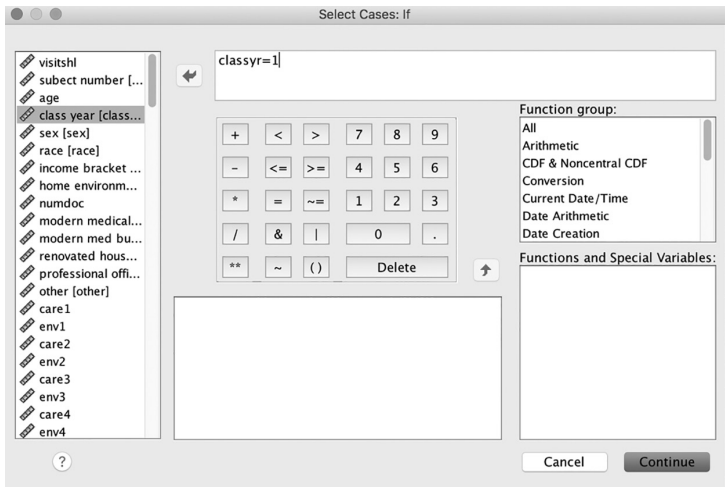 Select Cases: If
visitshl
subect number [...
age
class year [class...
sex [sex]
race [race]
income bracket ...
home environm...
numdoc
modern medical...
modern med bu...
renovated hous...
professional offi...
other [other]
care1
env1
care2
env2
care3
env3
care4
env4
classyr=1
+ < > 7 8 9
- <= >= 4 5 6
* = ~= 1 2 3
/ & | 0 .
** ~ () Delete
Function group:
All
Arithmetic
CDF & Noncentral CDF
Conversion
Current Date/Time
Date Arithmetic
Date Creation
Functions and Special Variables:
?
Cancel
Continue